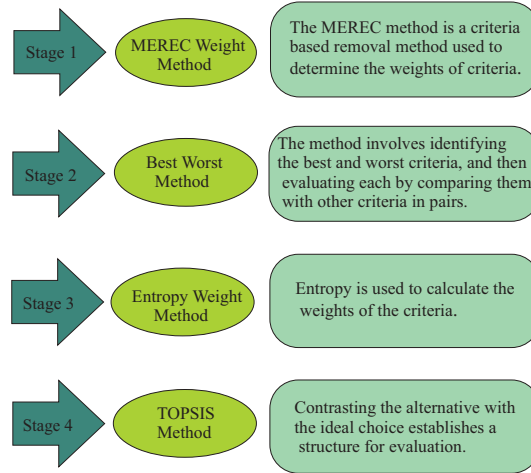 Stage 1
MEREC Weight
Method
The MEREC method is a criteria
based removal method used to
determine the weights of criteria.
Stage 2
Best Worst
Method
The method involves identifying
the best and worst criteria, and then
evaluating each by comparing them
with other criteria in pairs.
Stage 3
Entropy Weight
Method
Entropy is used to calculate the
weights of the criteria.
Stage 4
TOPSIS
Method
Contrasting the alternative with
the ideal choice establishes a
structure for evaluation.